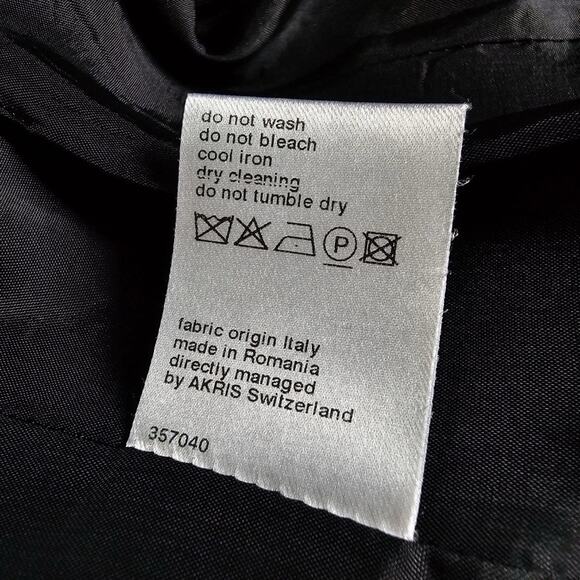 do not wash
do not bleach
cool iron
dry cleaning
do not tumble dry
P
fabric origin Italy
made in Romania
directly managed
by AKRIS Switzerland
357040